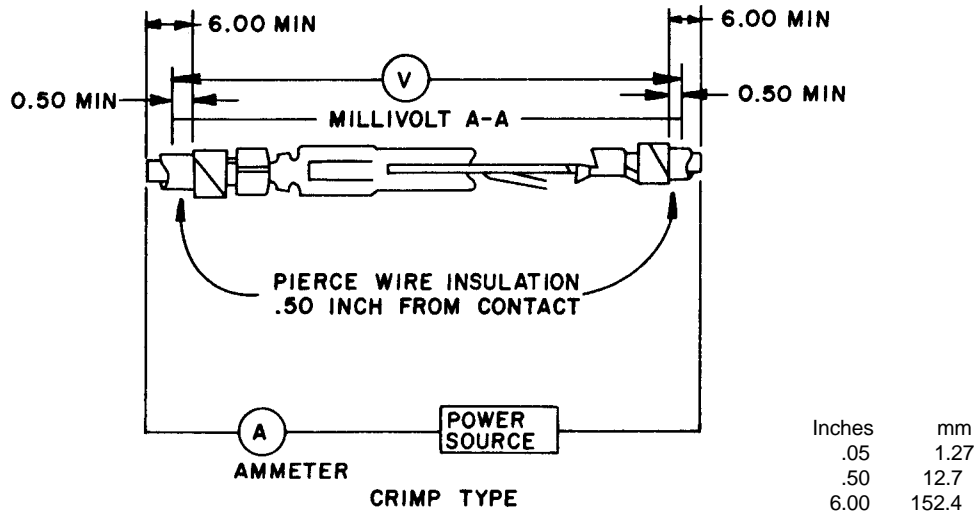 6.00 MIN
6.00 MIN
V
0.50 MIN
0.50 MIN
MILLIVOLT A-A
PIERCE WIRE INSULATION
.50 INCH FROM CONTACT
A
POWER
SOURCE
AMMETER
CRIMP TYPE
Inches mm
.05 1.27
.50 12.7
6.00 152.4